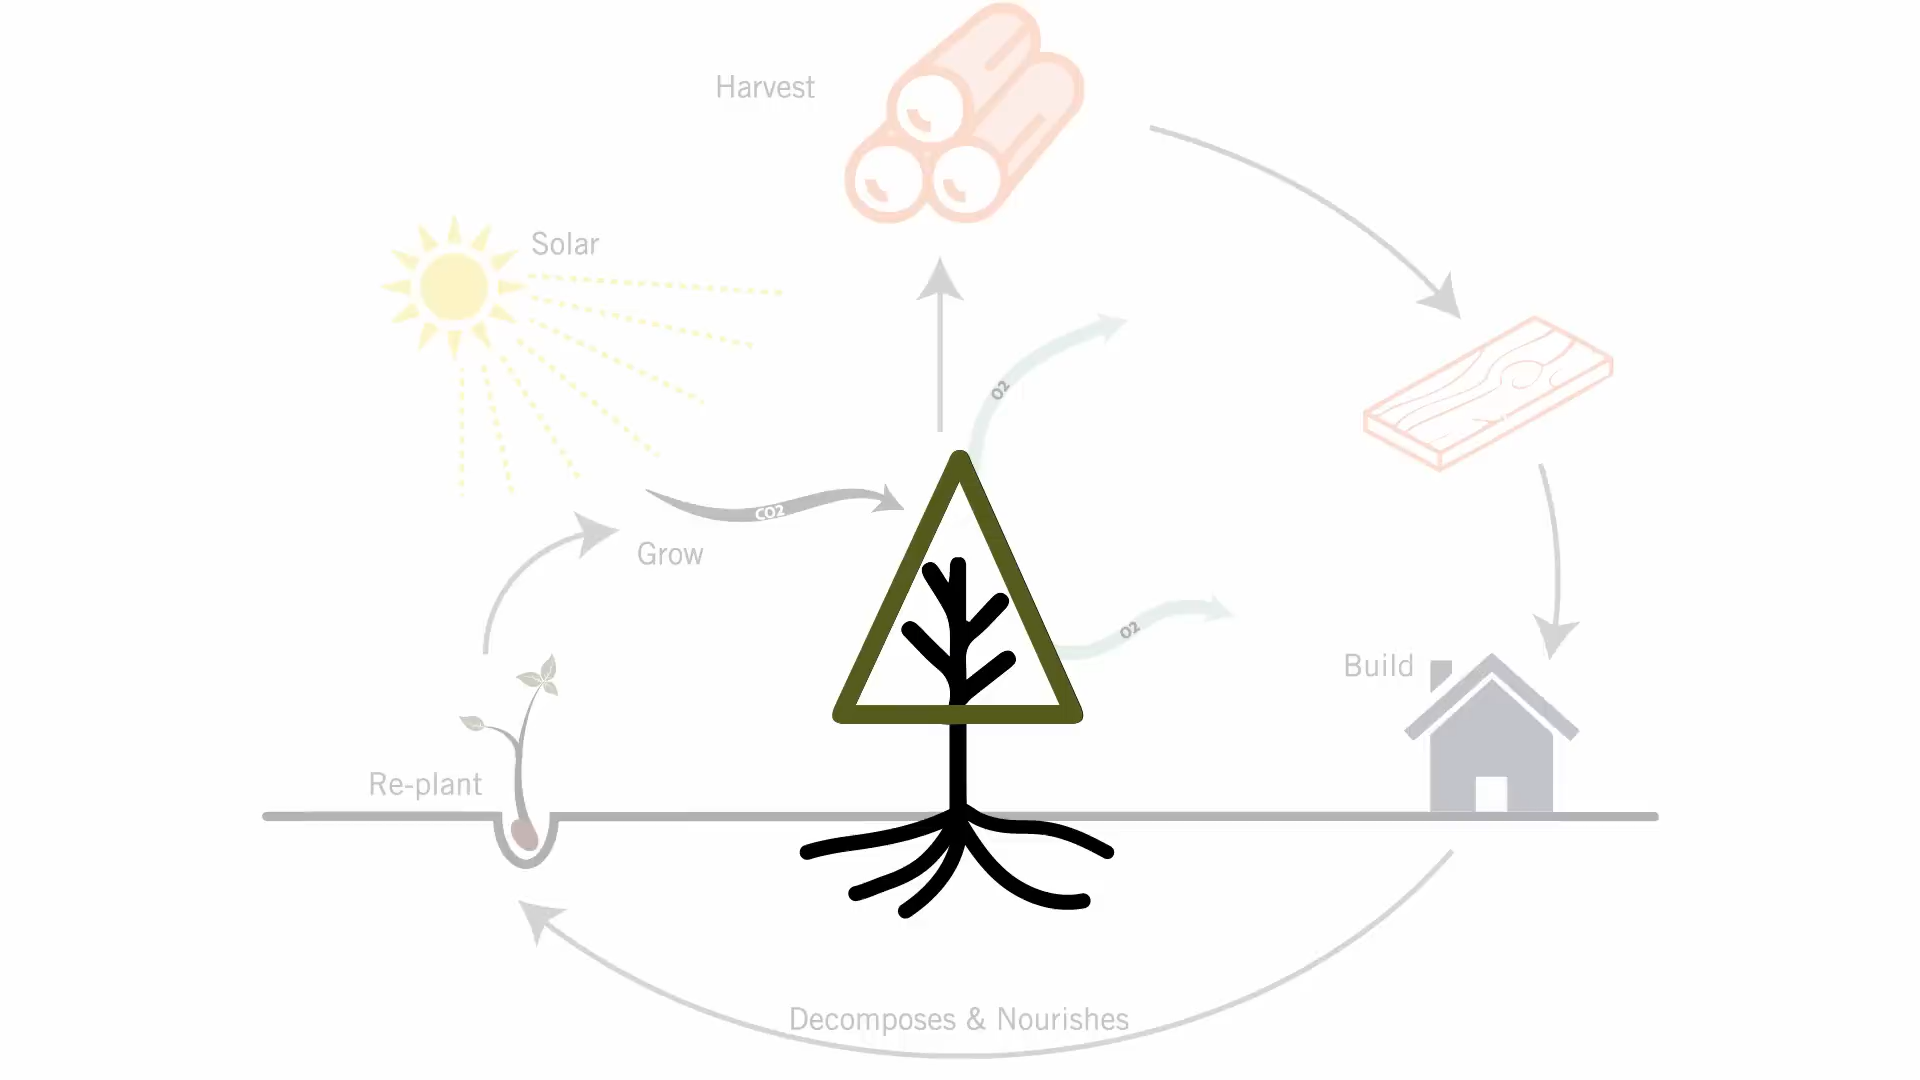 Harvest
Solar
O2
CO2
Grow
O2
Build
Re-plant
Decomposes & Nourishes